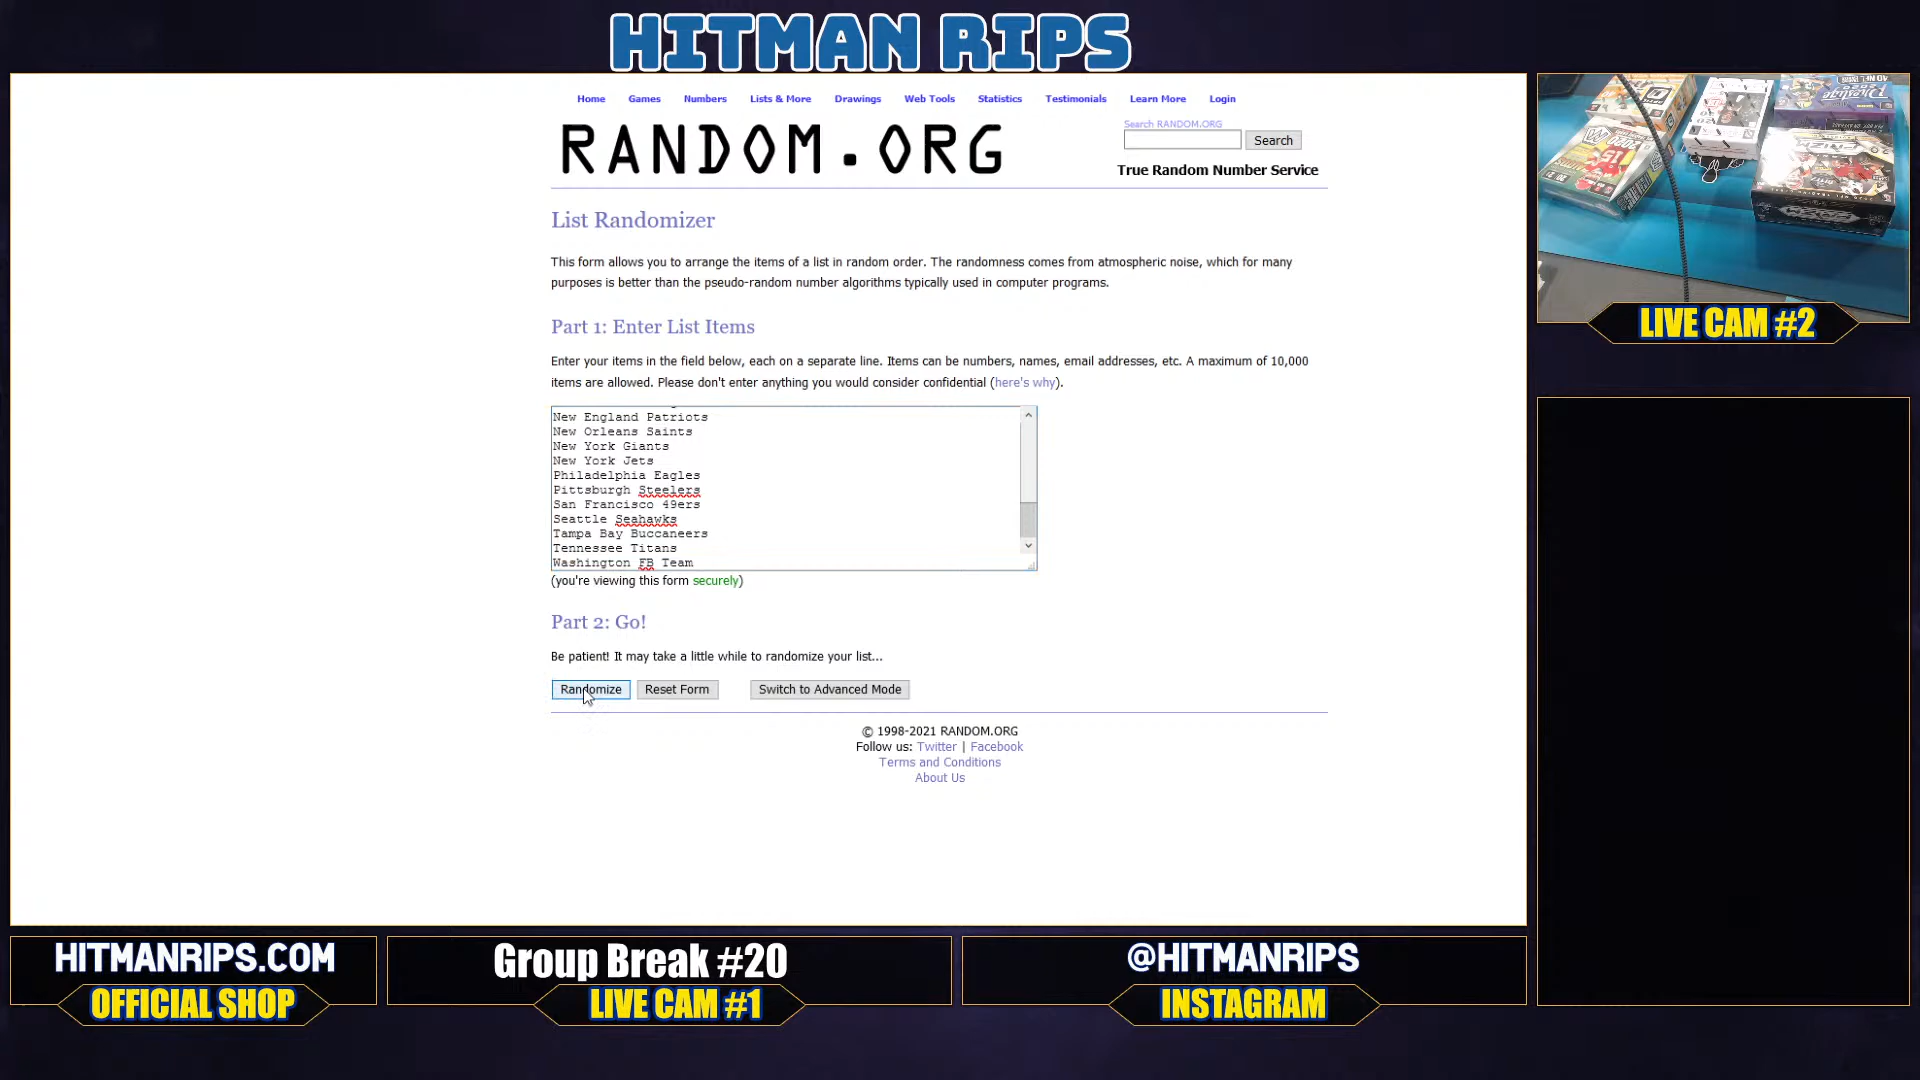 HITMAN RIPS
Home Games Numbers Lists & More Drawings Web Tools Statistics Testimonials Learn More Login
RANDOM.ORG
Search RANDOM.ORG
Search
True Random Number Service
List Randomizer
This form allows you to arrange the items of a list in random order. The randomness comes from atmospheric noise, which for many
purposes is better than the pseudo-random number algorithms typically used in computer programs.
Part 1: Enter List Items
Enter your items in the field below, each on a separate line. Items can be numbers, names, email addresses, etc. A maximum of 10,000
items are allowed. Please don't enter anything you would consider confidential (here's why).
New England Patriots
New Orleans Saints
New York Giants
New York Jets
Philadelphia Eagles
Pittsburgh Steelers
San Francisco 49ers
Seattle Seahawks
Tampa Bay Buccaneers
Tennessee Titans
Washington FB Team
(you're viewing this form securely)
Part 2: Go!
Be patient! It may take a little while to randomize your list...
Randomize Reset Form Switch to Advanced Mode
© 1998-2021 RANDOM.ORG
Follow us: Twitter | Facebook
Terms and Conditions
About Us
Prestige
PRIZM
LIVE CAM #2
HITMANRIPS.COM
OFFICIAL SHOP
Group Break #20
LIVE CAM #1
@HITMANRIPS
INSTAGRAM